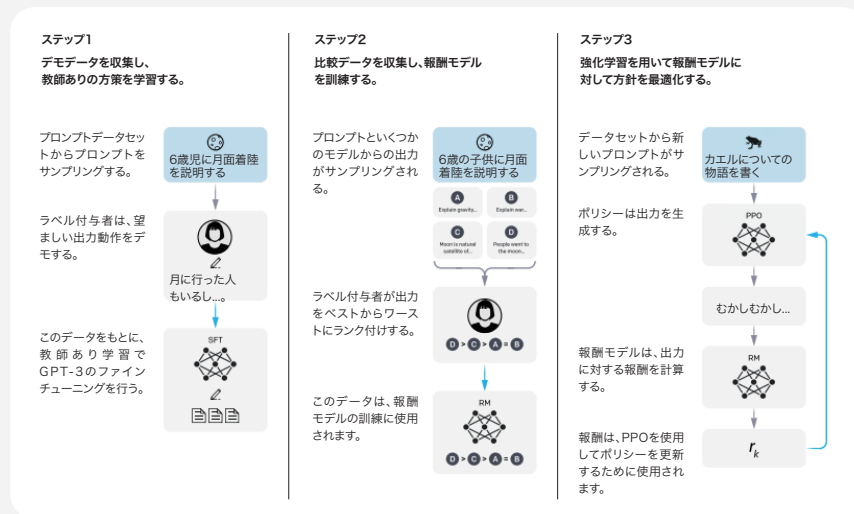 ステップ1
デモデータを収集し、
教師ありの方策を学習する。
プロンプトデータセッ
トからプロンプトを
サンプリングする。
6歳児に月面着陸
を説明する
ラベル付与者は、望
ましい出力動作をデ
モする。
月に行った人
もいるし...。
このデータをもとに、
教師あり学習で
GPT-3のファイン
チューニングを行う。
SFT
ステップ2
比較データを収集し、報酬モデル
を訓練する。
プロンプトといくつか
のモデルからの出力
がサンプリングされ
る。
6歳の子供に月面
着陸を説明する
A
Explain gravity...
B
Explain war...
C
Moon is natural
satellite of...
D
People went to
the moon...
ラベル付与者が出力
をベストからワース
トにランク付けする。
D > C > A = B
このデータは、報酬
モデルの訓練に使用
されます。
RM
D > C > A = B
ステップ3
強化学習を用いて報酬モデルに
対して方針を最適化する。
データセットから新
しいプロンプトがサ
ンプリングされる。
カエルについての
物語を書く
ポリシーは出力を生
成する。
PPO
むかしむかし...
報酬モデルは、出力
に対する報酬を計算
する。
RM
報酬は、PPOを使用
してポリシーを更新
するために使用され
ます。
rk